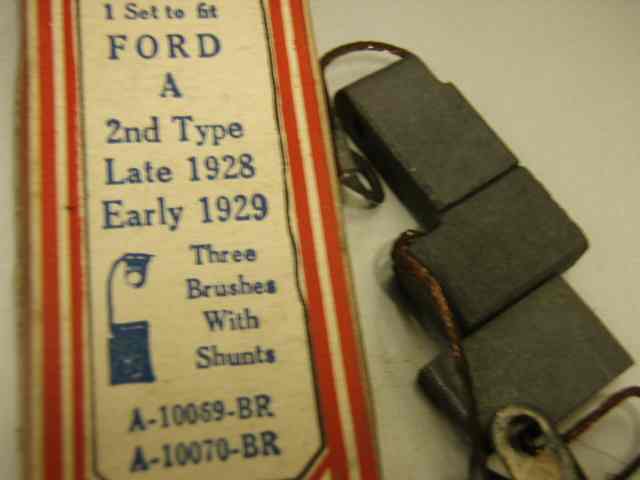 1 Set to fit
FORD
A
2nd Type
Late 1928
Early 1929
Three
Brushes
With
Shunts
A-10069-BR
A-10070-BR